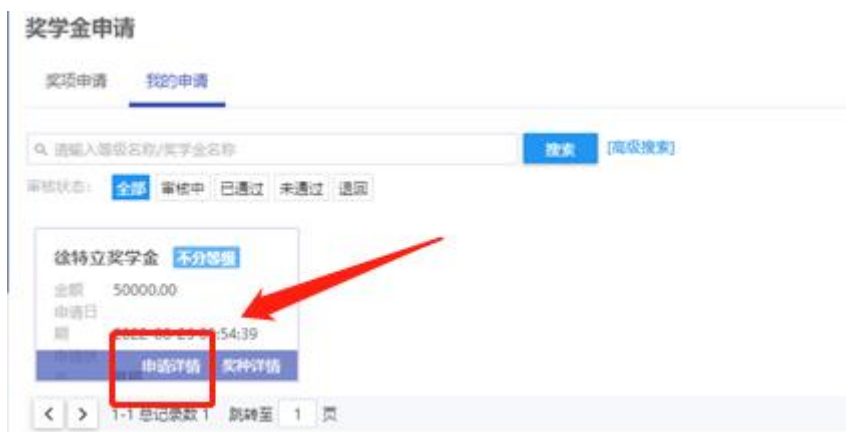 奖学金申请
奖项申请 我的申请
请输入等级名称/奖学金名称 搜索 [高级搜索]
审核状态: 全部 审核中 已通过 未通过 退回
徐特立奖学金 不分等级
金额 50000.00
申请日
期 :54:39
申请详情 奖种详情
< > 1-1 总记录数 1 跳转至 1 页